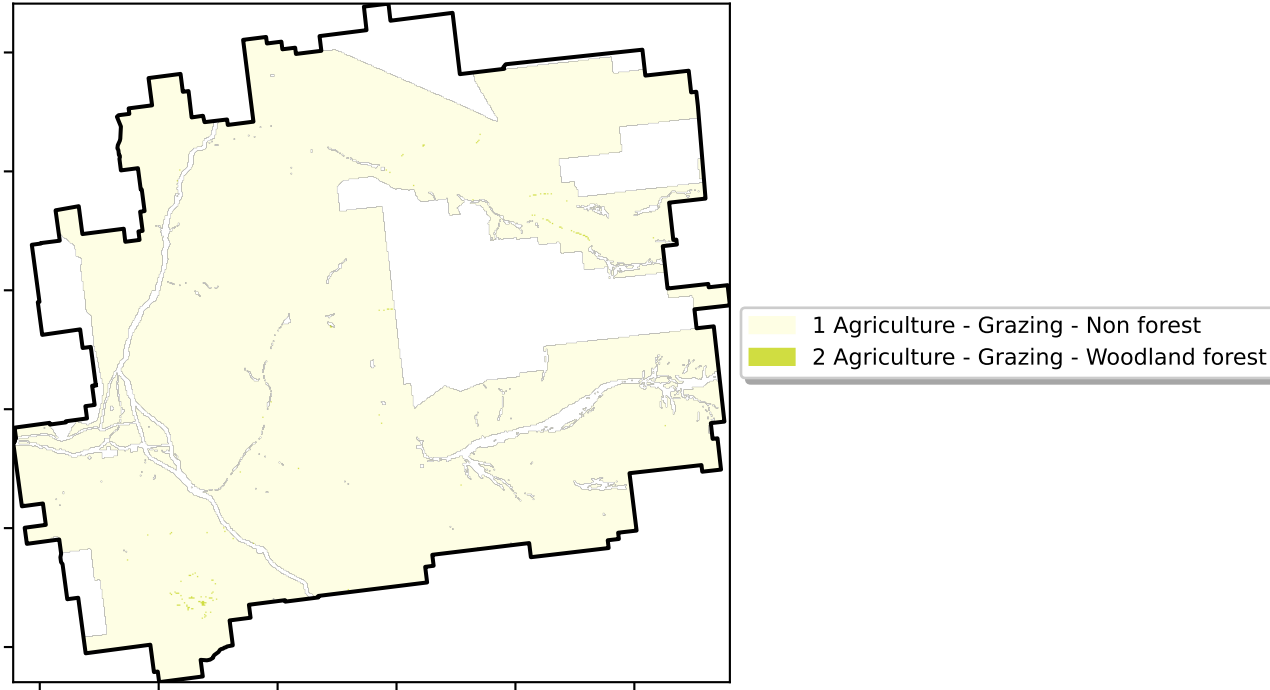 1 Agriculture - Grazing - Non forest
2 Agriculture - Grazing - Woodland forest